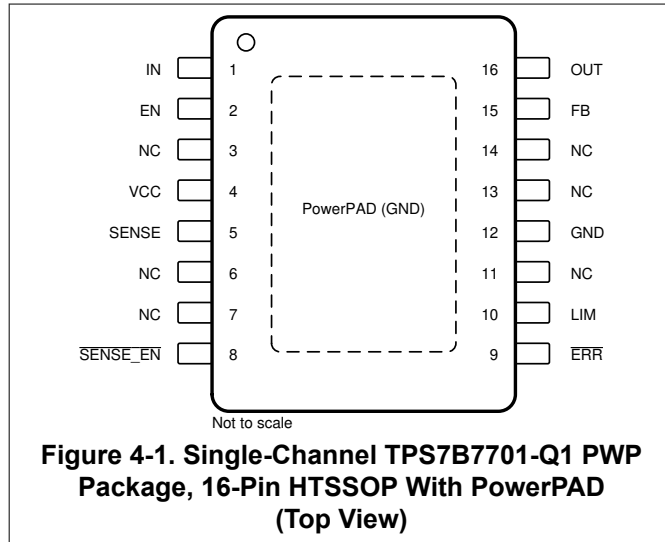 IN 1 16 OUT
EN 2 15 FB
NC 3 14 NC
VCC 4 13 NC
PowerPAD (GND)
SENSE 5 12 GND
NC 6 11 NC
NC 7 10 LIM
SENSE_EN 8 9 ERR
Not to scale
Figure 4-1. Single-Channel TPS7B7701-Q1 PWP
Package, 16-Pin HTSSOP With PowerPAD
(Top View)